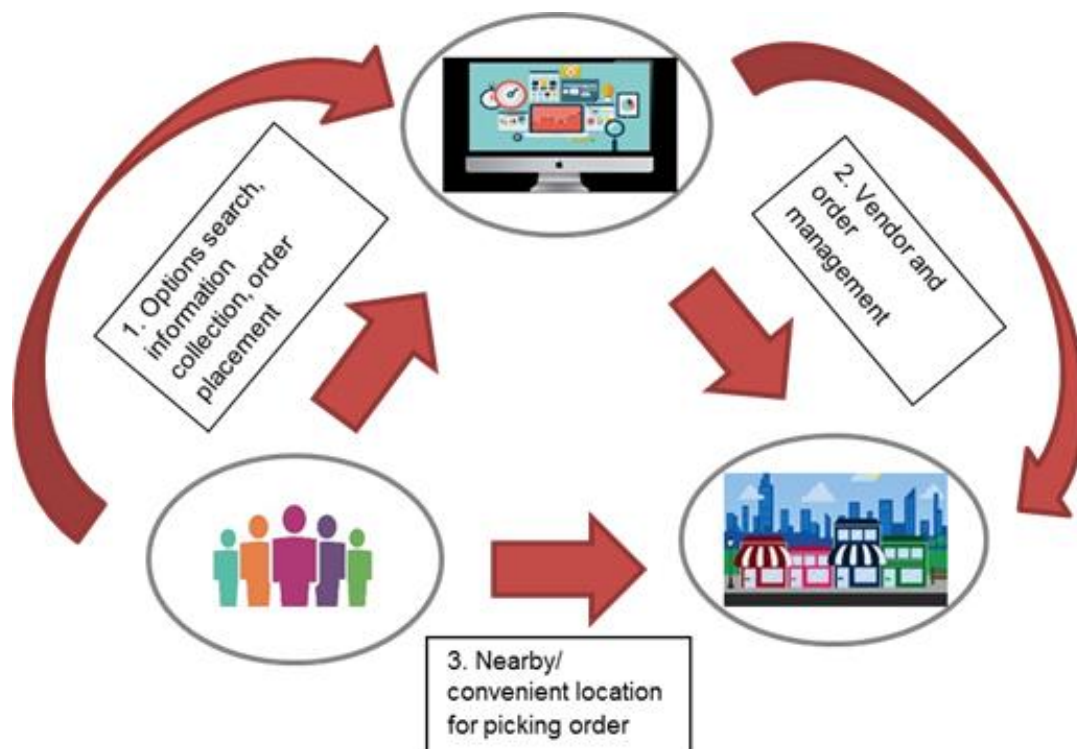 1. Options search,
information
collection, order
placement
2. Vendor and
order
management
3. Nearby/
convenient location
for picking order